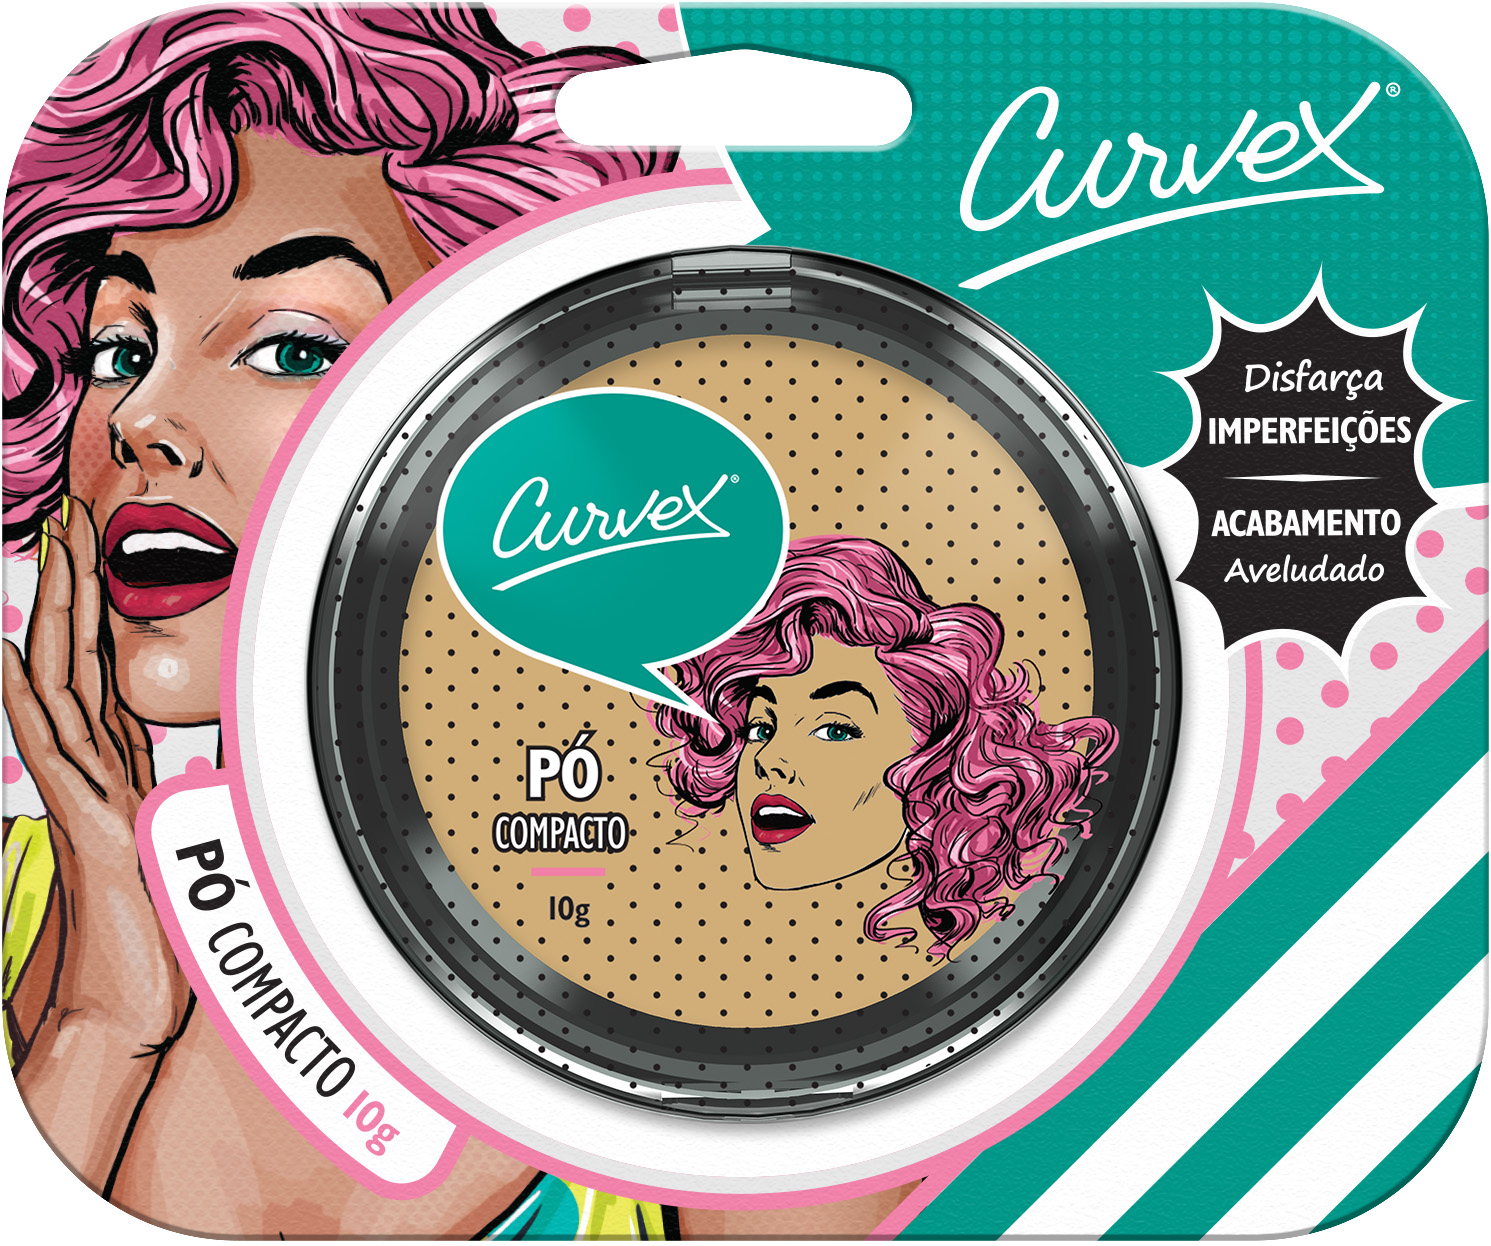 Curvex®
Disfarça
IMPERFEIÇÕES
ACABAMENTO
Aveludado
Curvex®
PÓ
COMPACTO
10g
PÓ COMPACTO 10g